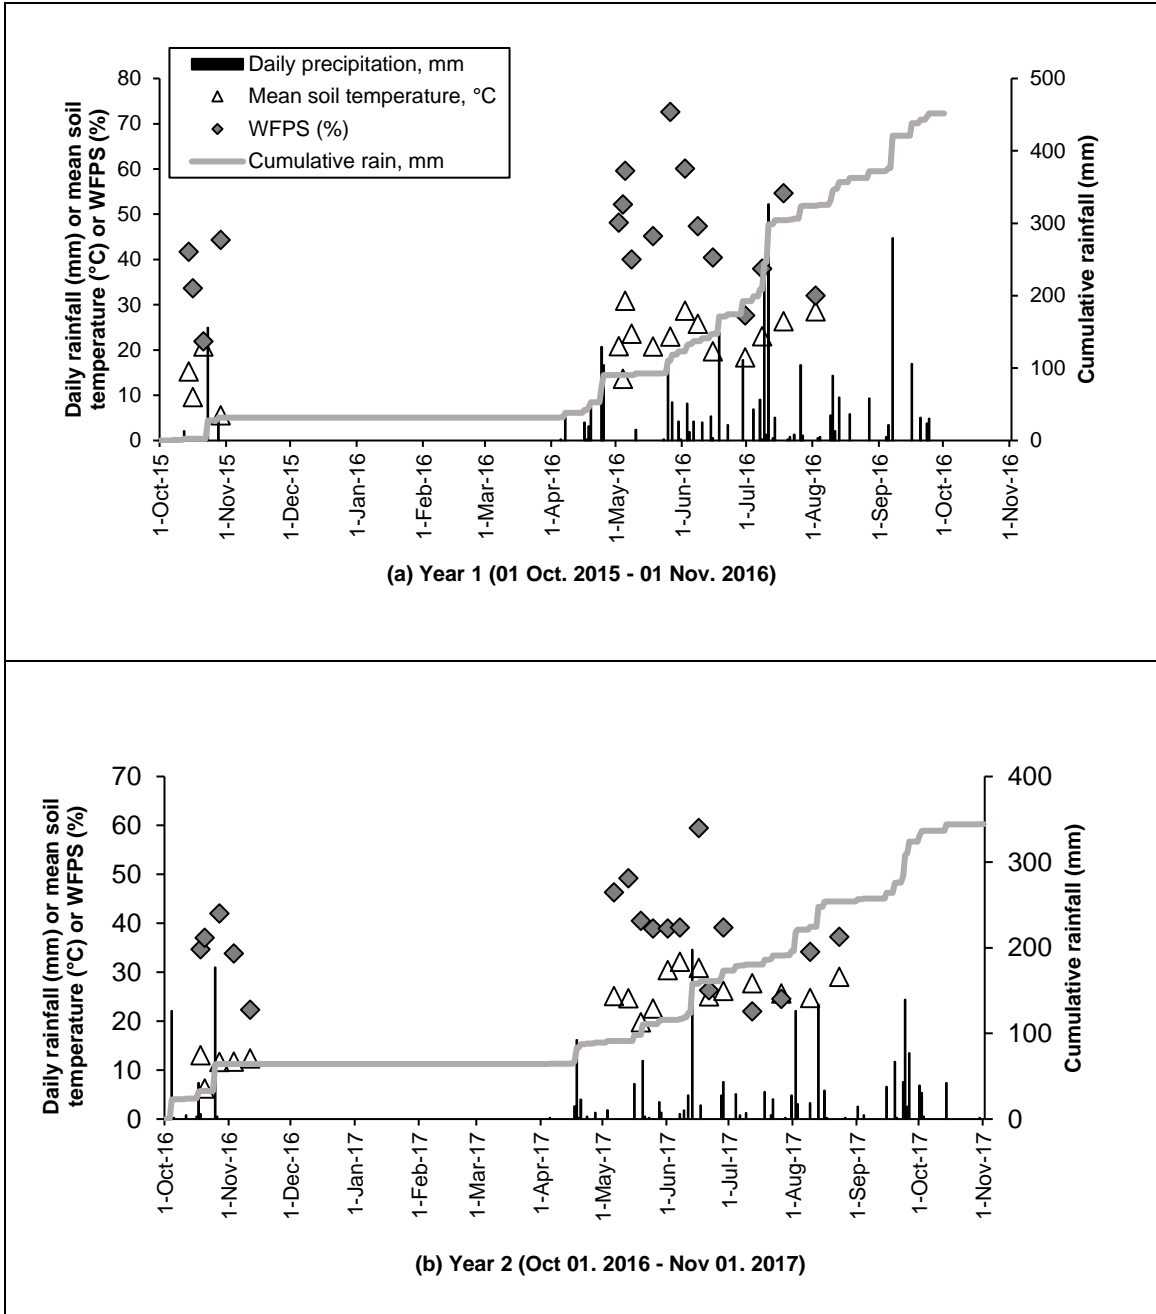 Daily precipitation, mm
Mean soil temperature, °C
WFPS (%)
Cumulative rain, mm
Daily rainfall (mm) or mean soil
temperature (°C) or WFPS (%)
80
70
60
50
40
30
20
10
0
500
400
300
200
100
0
Cumulative rainfall (mm)
1-Oct-15
1-Nov-15
1-Dec-15
1-Jan-16
1-Feb-16
1-Mar-16
1-Apr-16
1-May-16
1-Jun-16
1-Jul-16
1-Aug-16
1-Sep-16
1-Oct-16
1-Nov-16
(a) Year 1 (01 Oct. 2015 - 01 Nov. 2016)
Daily rainfall (mm) or mean soil
temperature (°C) or WFPS (%)
70
60
50
40
30
20
10
0
400
300
200
100
0
Cumulative rainfall (mm)
1-Oct-16
1-Nov-16
1-Dec-16
1-Jan-17
1-Feb-17
1-Mar-17
1-Apr-17
1-May-17
1-Jun-17
1-Jul-17
1-Aug-17
1-Sep-17
1-Oct-17
1-Nov-17
(b) Year 2 (Oct 01. 2016 - Nov 01. 2017)